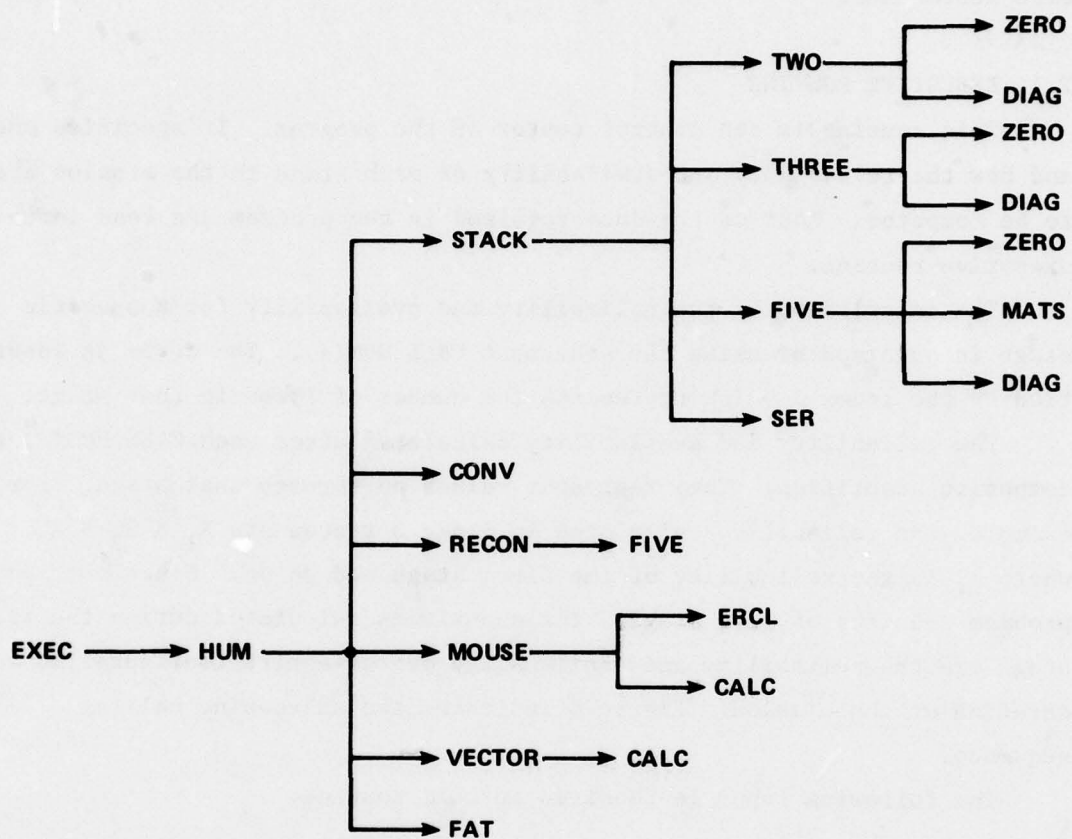 ZERO
TWO
DIAG
ZERO
THREE
DIAG
STACK
ZERO
FIVE
MATS
DIAG
SER
CONV
RECON
FIVE
ERCL
EXEC
HUM
MOUSE
CALC
VECTOR
CALC
FAT